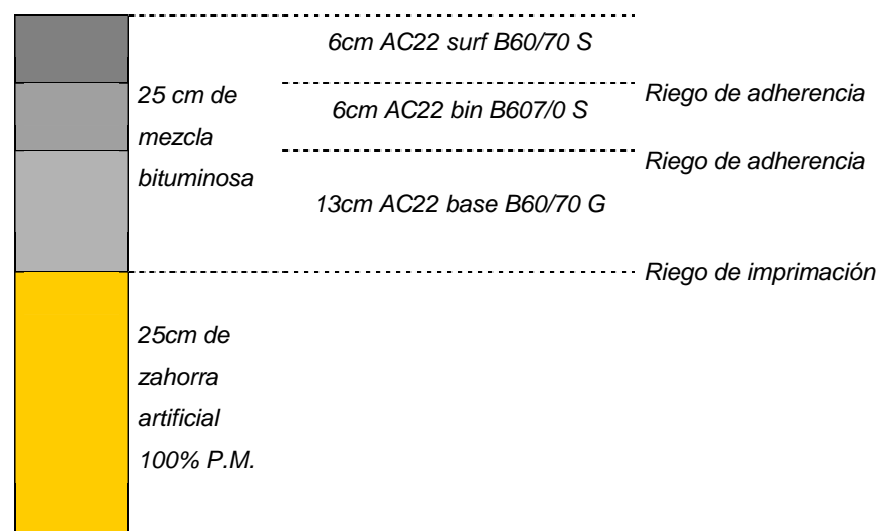 6cm AC22 surf B60/70 S
25 cm de
mezcla
bituminosa
Riego de adherencia
6cm AC22 bin B607/0 S
Riego de adherencia
13cm AC22 base B60/70 G
Riego de imprimación
25cm de
zahorra
artificial
100% P.M.